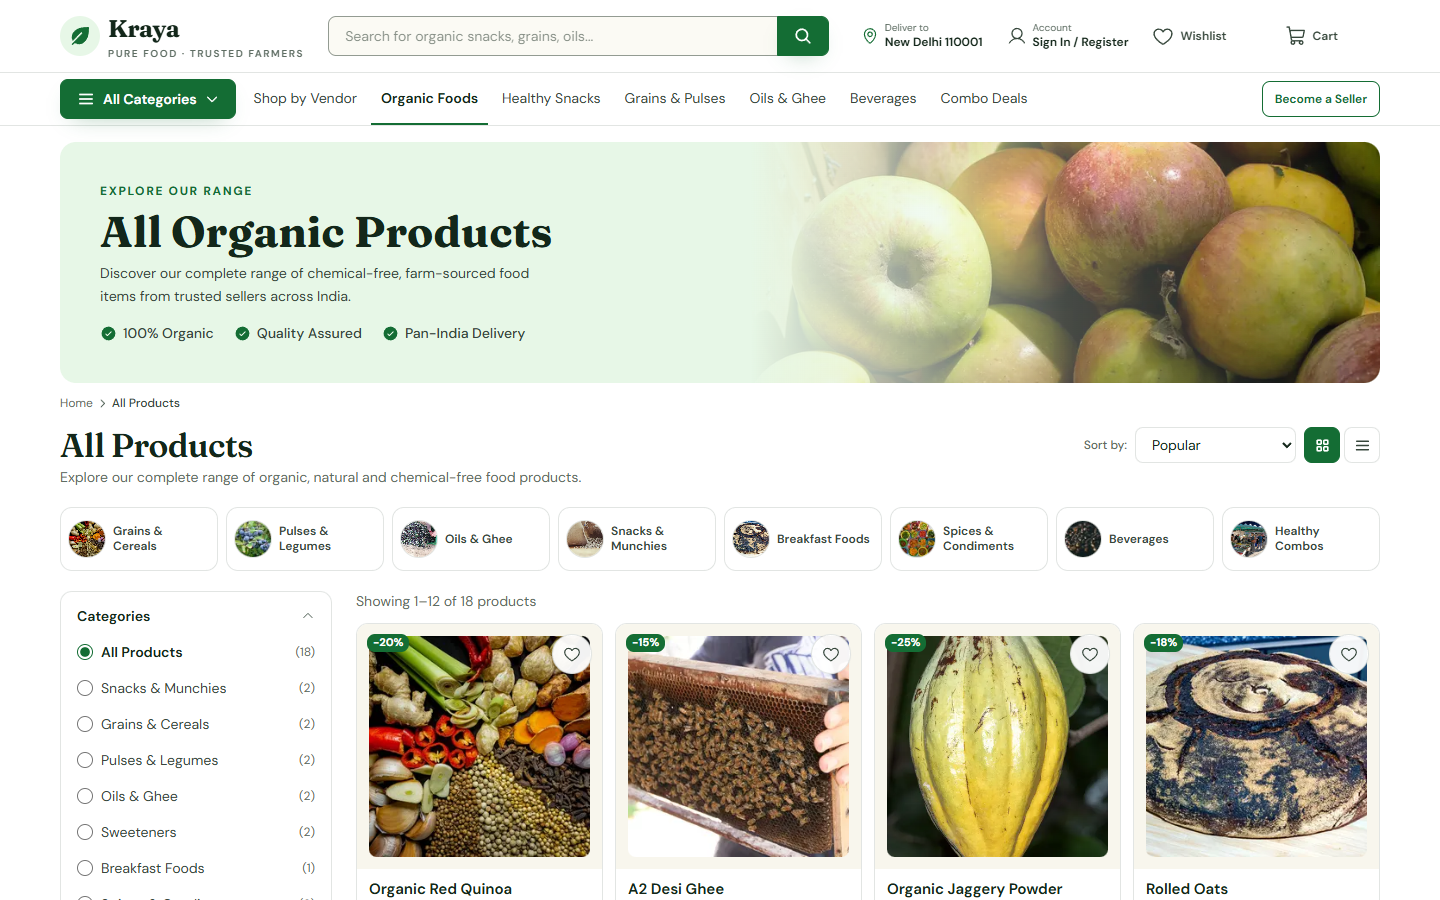 Kraya
PURE FOOD · TRUSTED FARMERS
Search for organic snacks, grains, oils...
Deliver to
New Delhi 110001
Account
Sign In / Register
Wishlist
Cart
All Categories
Shop by Vendor
Organic Foods
Healthy Snacks
Grains & Pulses
Oils & Ghee
Beverages
Combo Deals
Become a Seller
EXPLORE OUR RANGE
All Organic Products
Discover our complete range of chemical-free, farm-sourced food
items from trusted sellers across India.
100% Organic
Quality Assured
Pan-India Delivery
Home
All Products
All Products
Explore our complete range of organic, natural and chemical-free food products.
Sort by:
Popular
Grains &
Cereals
Pulses &
Legumes
Oils & Ghee
Snacks &
Munchies
Breakfast Foods
Spices &
Condiments
Beverages
Healthy
Combos
Categories
All Products (18)
Snacks & Munchies (2)
Grains & Cereals (2)
Pulses & Legumes (2)
Oils & Ghee (2)
Sweeteners (2)
Breakfast Foods (1)
Showing 1–12 of 18 products
-20%
Organic Red Quinoa
-15%
A2 Desi Ghee
-25%
Organic Jaggery Powder
-18%
Rolled Oats